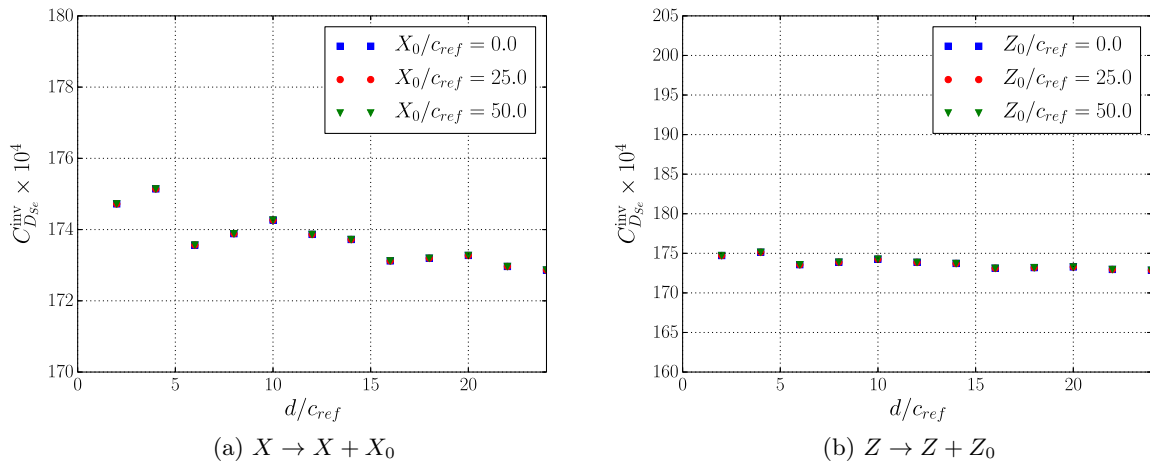 180
178
176
174
172
170
0
5
10
15
20
d/c_{ref}
C^{inv}_{D_{Se}} × 10^4
X_0/c_{ref} = 0.0
X_0/c_{ref} = 25.0
X_0/c_{ref} = 50.0
(a) X → X + X_0
205
200
195
190
185
180
175
170
165
160
0
5
10
15
20
d/c_{ref}
C^{inv}_{D_{Se}} × 10^4
Z_0/c_{ref} = 0.0
Z_0/c_{ref} = 25.0
Z_0/c_{ref} = 50.0
(b) Z → Z + Z_0